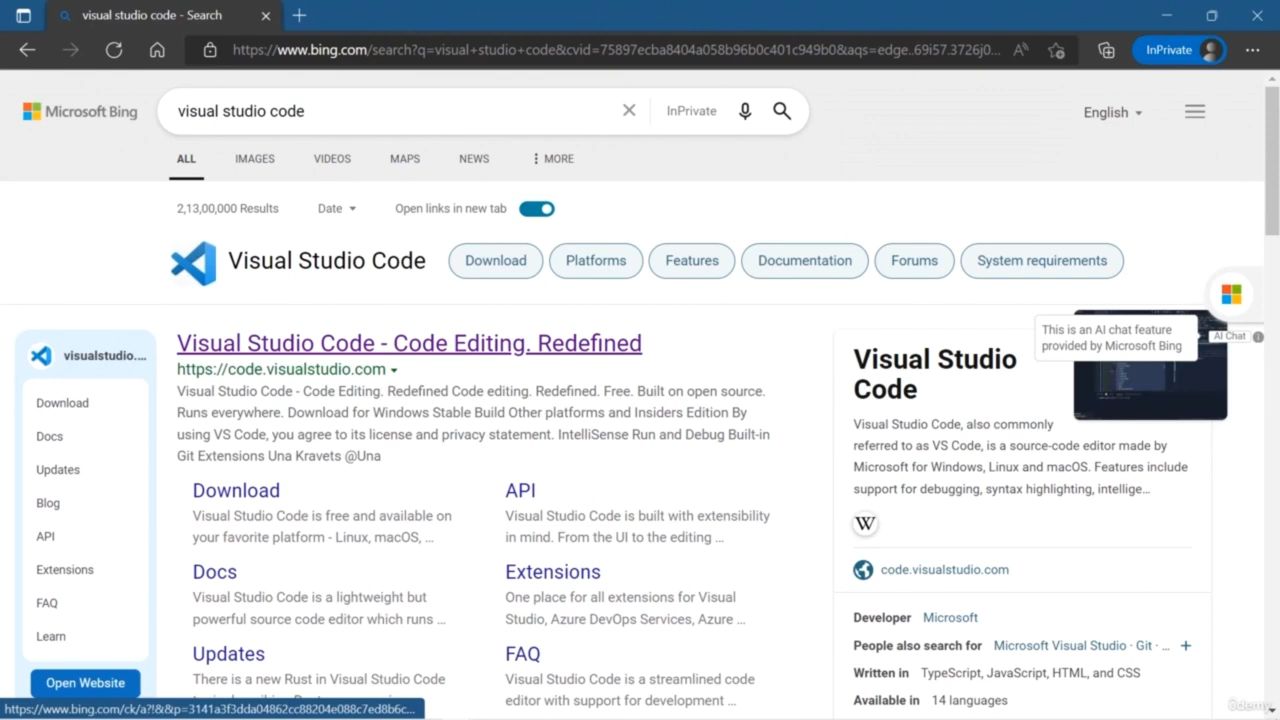 visual studio code - Search
https://www.bing.com/search?q=visual+studio+code&cvid=75897ecba8404a058b96b0c401c949b0&aqs=edge..69i57.3726j0...
InPrivate
Microsoft Bing
visual studio code
InPrivate
English
ALL
IMAGES
VIDEOS
MAPS
NEWS
MORE
2,13,00,000 Results
Date
Open links in new tab
Visual Studio Code
Download
Platforms
Features
Documentation
Forums
System requirements
visualstudio....
Download
Docs
Updates
Blog
API
Extensions
FAQ
Learn
Open Website
Visual Studio Code - Code Editing. Redefined
https://code.visualstudio.com
Visual Studio Code - Code Editing. Redefined Code editing. Redefined. Free. Built on open source.
Runs everywhere. Download for Windows Stable Build Other platforms and Insiders Edition By
using VS Code, you agree to its license and privacy statement. IntelliSense Run and Debug Built-in
Git Extensions Una Kravets @Una
Download
Visual Studio Code is free and available on
your favorite platform - Linux, macOS, ...
API
Visual Studio Code is built with extensibility
in mind. From the UI to the editing ...
Docs
Visual Studio Code is a lightweight but
powerful source code editor which runs ...
Extensions
One place for all extensions for Visual
Studio, Azure DevOps Services, Azure ...
Updates
There is a new Rust in Visual Studio Code
FAQ
Visual Studio Code is a streamlined code
editor with support for development ...
This is an AI chat feature
provided by Microsoft Bing
AI Chat
Visual Studio
Code
Visual Studio Code, also commonly
referred to as VS Code, is a source-code editor made by
Microsoft for Windows, Linux and macOS. Features include
support for debugging, syntax highlighting, intellige...
W
code.visualstudio.com
Developer Microsoft
People also search for Microsoft Visual Studio · Git · ...
Written in TypeScript, JavaScript, HTML, and CSS
Available in 14 languages
https://www.bing.com/ck/a?!&&p=3141a3f3dda04862cc88204e088c7ed8b6c...
ûdemy